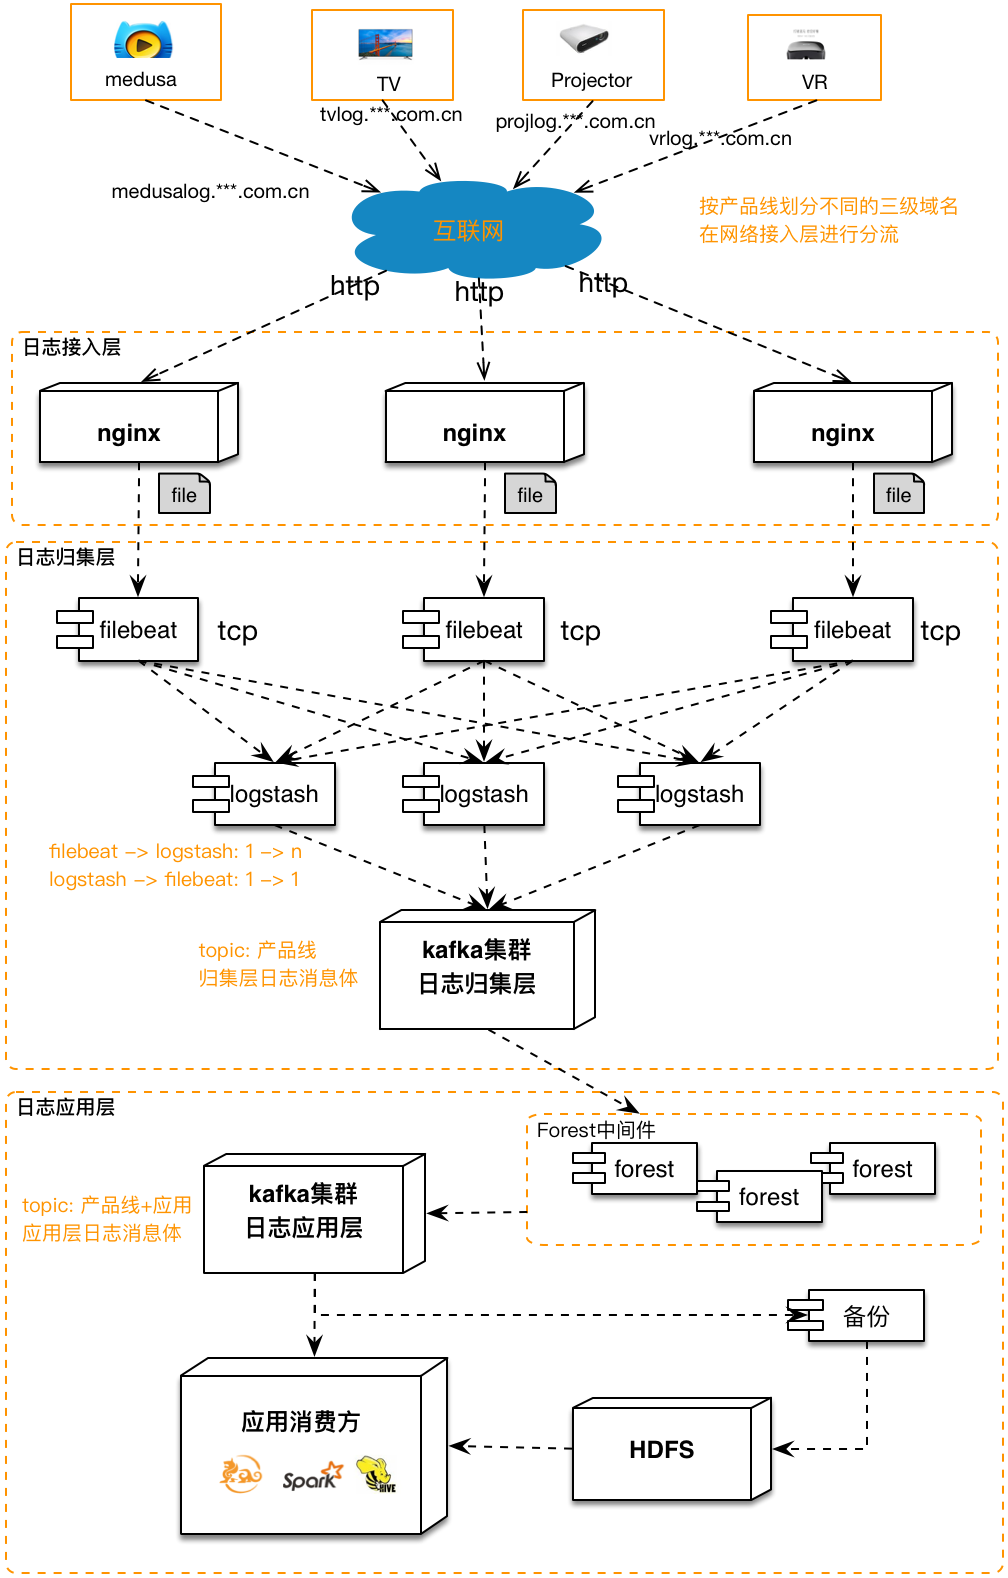 medusa
TV
Projector
VR
tvlog.***.com.cn
projlog.***.com.cn
vrlog.***.com.cn
medusalog.***.com.cn
互联网
按产品线划分不同的三级域名
在网络接入层进行分流
http
http
http
日志接入层
nginx
nginx
nginx
file
file
file
日志归集层
filebeat
tcp
filebeat
tcp
filebeat
tcp
logstash
logstash
logstash
filebeat -> logstash: 1 -> n
logstash -> filebeat: 1 -> 1
topic: 产品线
归集层日志消息体
kafka集群
日志归集层
日志应用层
Forest中间件
forest
forest
forest
kafka集群
日志应用层
topic: 产品线+应用
应用层日志消息体
备份
应用消费方
Spark
HIVE
HDFS